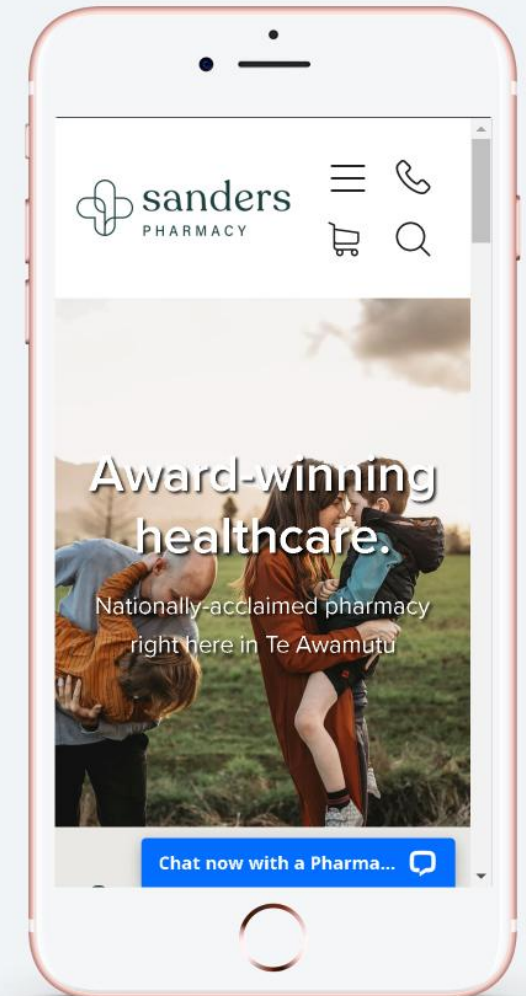 sanders
PHARMACY
Award-winning
healthcare.
Nationally-acclaimed pharmacy
right here in Te Awamutu
Chat now with a Pharma...